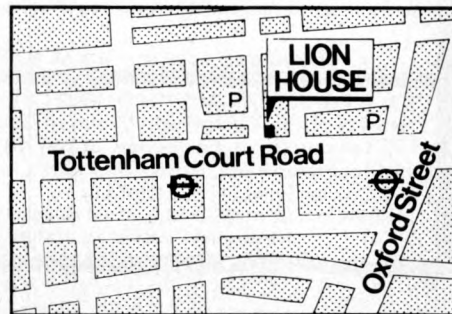 LION
HOUSE
P
P
Tottenham Court Road
Oxford Street